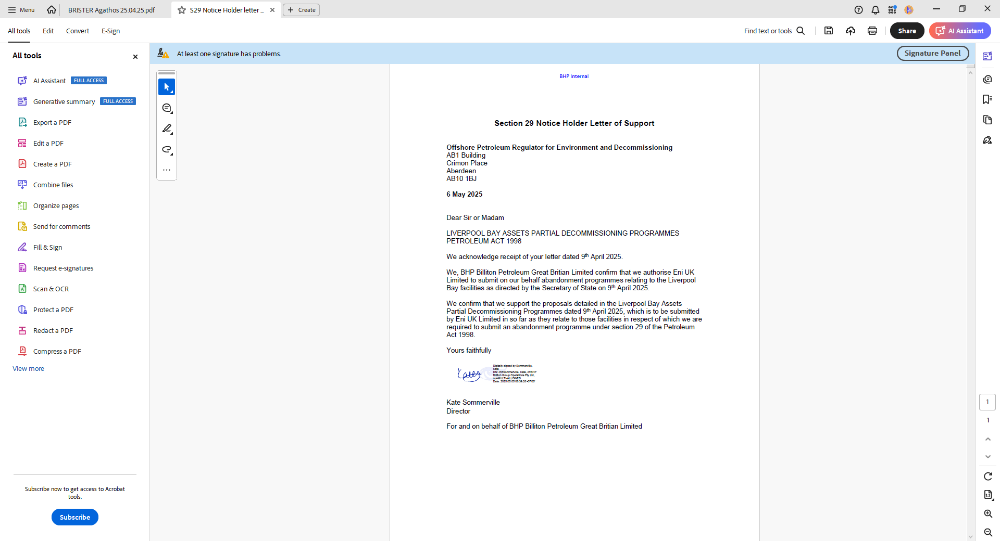 Menu
BRISTER Agathos 25.04.25.pdf
S29 Notice Holder letter ...
Create
All tools
Edit
Convert
E-Sign
Find text or tools
Share
AI Assistant
All tools
At least one signature has problems.
Signature Panel
AI Assistant FULL ACCESS
Generative summary FULL ACCESS
Export a PDF
Edit a PDF
Create a PDF
Combine files
Organize pages
Send for comments
Fill & Sign
Request e-signatures
Scan & OCR
Protect a PDF
Redact a PDF
Compress a PDF
View more
Subscribe now to get access to Acrobat
tools.
Subscribe
BHP Internal
Section 29 Notice Holder Letter of Support
Offshore Petroleum Regulator for Environment and Decommissioning
AB1 Building
Crimon Place
Aberdeen
AB10 1BJ
6 May 2025
Dear Sir or Madam
LIVERPOOL BAY ASSETS PARTIAL DECOMMISSIONING PROGRAMMES
PETROLEUM ACT 1998
We acknowledge receipt of your letter dated 9th April 2025.
We, BHP Billiton Petroleum Great Britian Limited confirm that we authorise Eni UK
Limited to submit on our behalf abandonment programmes relating to the Liverpool
Bay facilities as directed by the Secretary of State on 9th April 2025.
We confirm that we support the proposals detailed in the Liverpool Bay Assets
Partial Decommissioning Programmes dated 9th April 2025, which is to be submitted
by Eni UK Limited in so far as they relate to those facilities in respect of which we are
required to submit an abandonment programme under section 29 of the Petroleum
Act 1998.
Yours faithfully
Digitally signed by Sommerville,
Kate
DN: cn=Sommerville, Kate, o=BHP
Billiton Group Operations Pty Ltd,
ou=MULTI-ALLOWED
Date: 2025.05.05 08:39:26 -07'00'
Kate Sommerville
Director
For and on behalf of BHP Billiton Petroleum Great Britian Limited
1
1
1:1